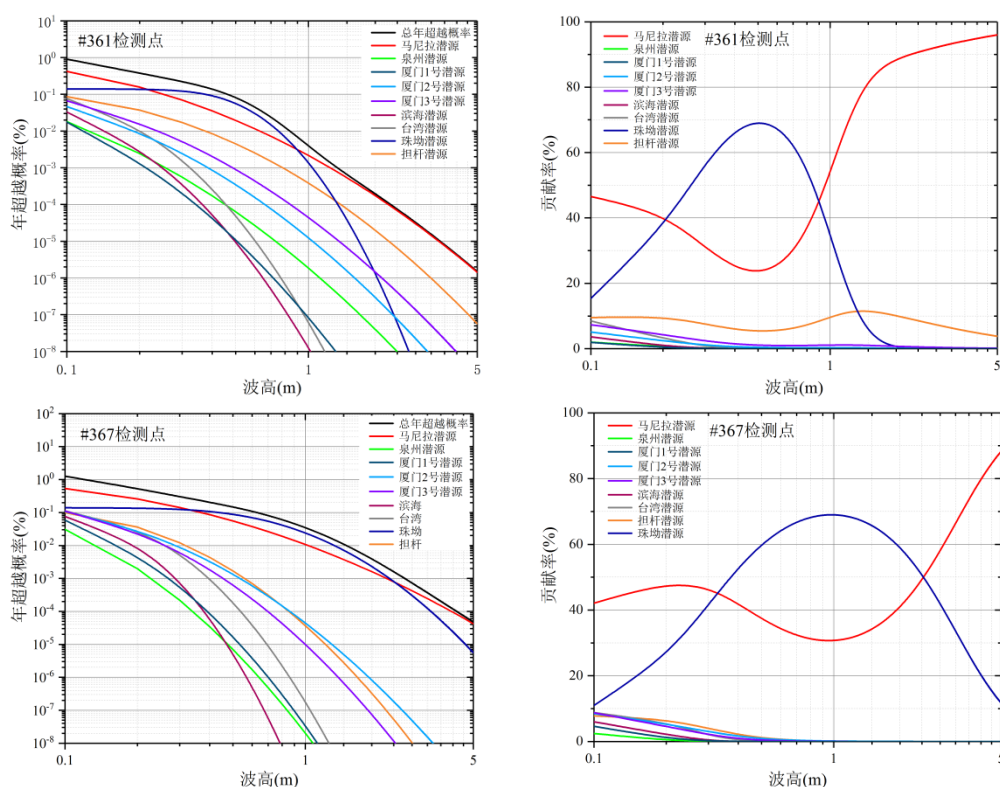 #361检测点
总年超越概率
马尼拉潜源
泉州潜源
厦门1号潜源
厦门2号潜源
厦门3号潜源
滨海潜源
台湾潜源
珠坳潜源
担杆潜源
年超越概率(%)
10^1
10^0
10^-1
10^-2
10^-3
10^-4
10^-5
10^-6
10^-7
10^-8
0.1
1
5
波高(m)
#361检测点
马尼拉潜源
泉州潜源
厦门1号潜源
厦门2号潜源
厦门3号潜源
滨海潜源
台湾潜源
珠坳潜源
担杆潜源
贡献率(%)
100
80
60
40
20
0
0.1
1
5
波高(m)
#367检测点
总年超越概率
马尼拉潜源
泉州潜源
厦门1号潜源
厦门2号潜源
厦门3号潜源
滨海
台湾
珠坳
担杆
年超越概率(%)
10^2
10^1
10^0
10^-1
10^-2
10^-3
10^-4
10^-5
10^-6
10^-7
10^-8
0.1
1
5
波高(m)
#367检测点
马尼拉潜源
泉州潜源
厦门1号潜源
厦门2号潜源
厦门3号潜源
滨海潜源
台湾潜源
担杆潜源
珠坳潜源
贡献率(%)
100
80
60
40
20
0
0.1
1
5
波高(m)